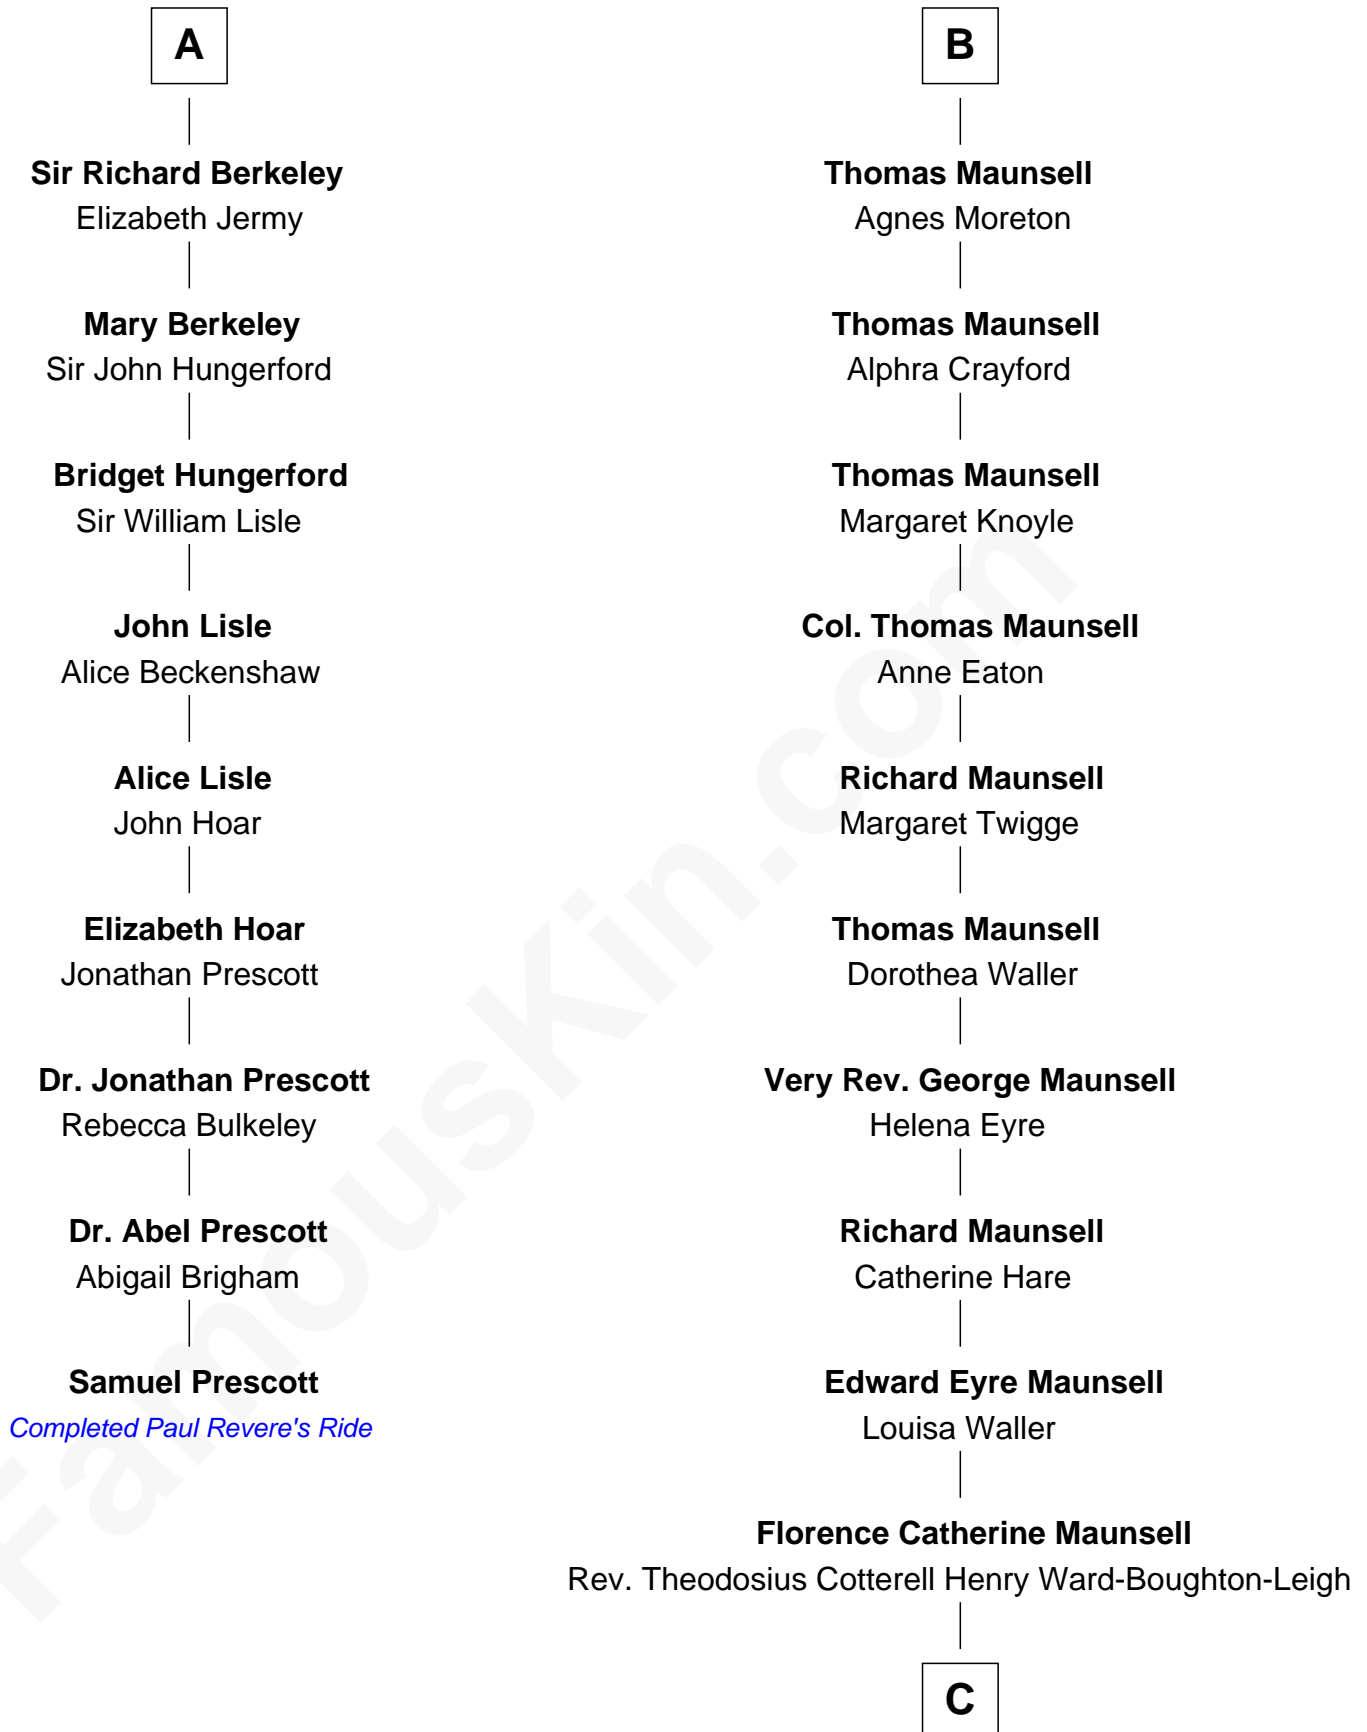 A
Sir Richard Berkeley
Elizabeth Jermy
Mary Berkeley
Sir John Hungerford
Bridget Hungerford
Sir William Lisle
John Lisle
Alice Beckenshaw
Alice Lisle
John Hoar
Elizabeth Hoar
Jonathan Prescott
Dr. Jonathan Prescott
Rebecca Bulkeley
Dr. Abel Prescott
Abigail Brigham
Samuel Prescott
Completed Paul Revere's Ride
B
Thomas Maunsell
Agnes Moreton
Thomas Maunsell
Alphra Crayford
Thomas Maunsell
Margaret Knoyle
Col. Thomas Maunsell
Anne Eaton
Richard Maunsell
Margaret Twigge
Thomas Maunsell
Dorothea Waller
Very Rev. George Maunsell
Helena Eyre
Richard Maunsell
Catherine Hare
Edward Eyre Maunsell
Louisa Waller
Florence Catherine Maunsell
Rev. Theodosius Cotterell Henry Ward-Boughton-Leigh
C
FamousKin.com